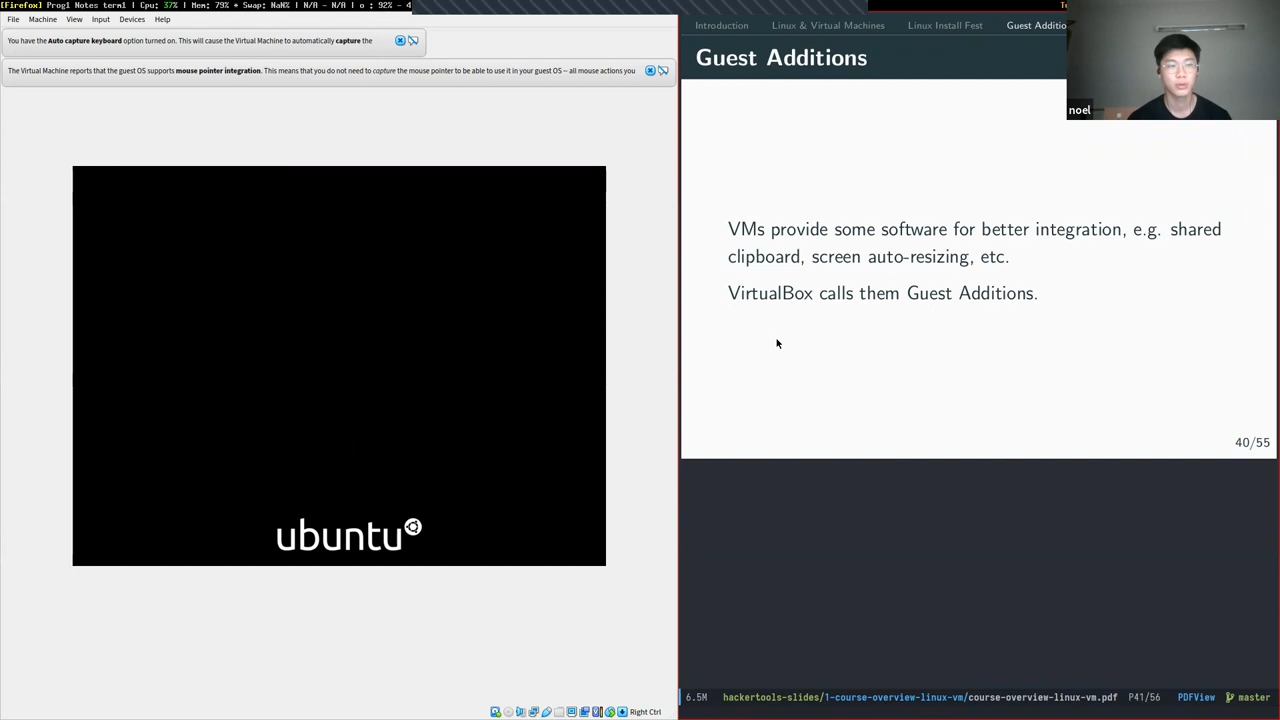 [Firefox] Prog1 Notes term1 | Cpu: 37% | Mem: 79% * Swap: NaN% | N/A - N/A | o : 92% - 4
File Machine View Input Devices Help
You have the Auto capture keyboard option turned on. This will cause the Virtual Machine to automatically capture the
The Virtual Machine reports that the guest OS supports mouse pointer integration. This means that you do not need to capture the mouse pointer to be able to use it in your guest OS – all mouse actions you
ubuntu
Right Ctrl
Tu
Introduction Linux & Virtual Machines Linux Install Fest Guest Additio
Guest Additions
noel
VMs provide some software for better integration, e.g. shared
clipboard, screen auto-resizing, etc.
VirtualBox calls them Guest Additions.
40/55
6.5M hackertools-slides/1-course-overview-linux-vm/course-overview-linux-vm.pdf P41/56 PDFView master